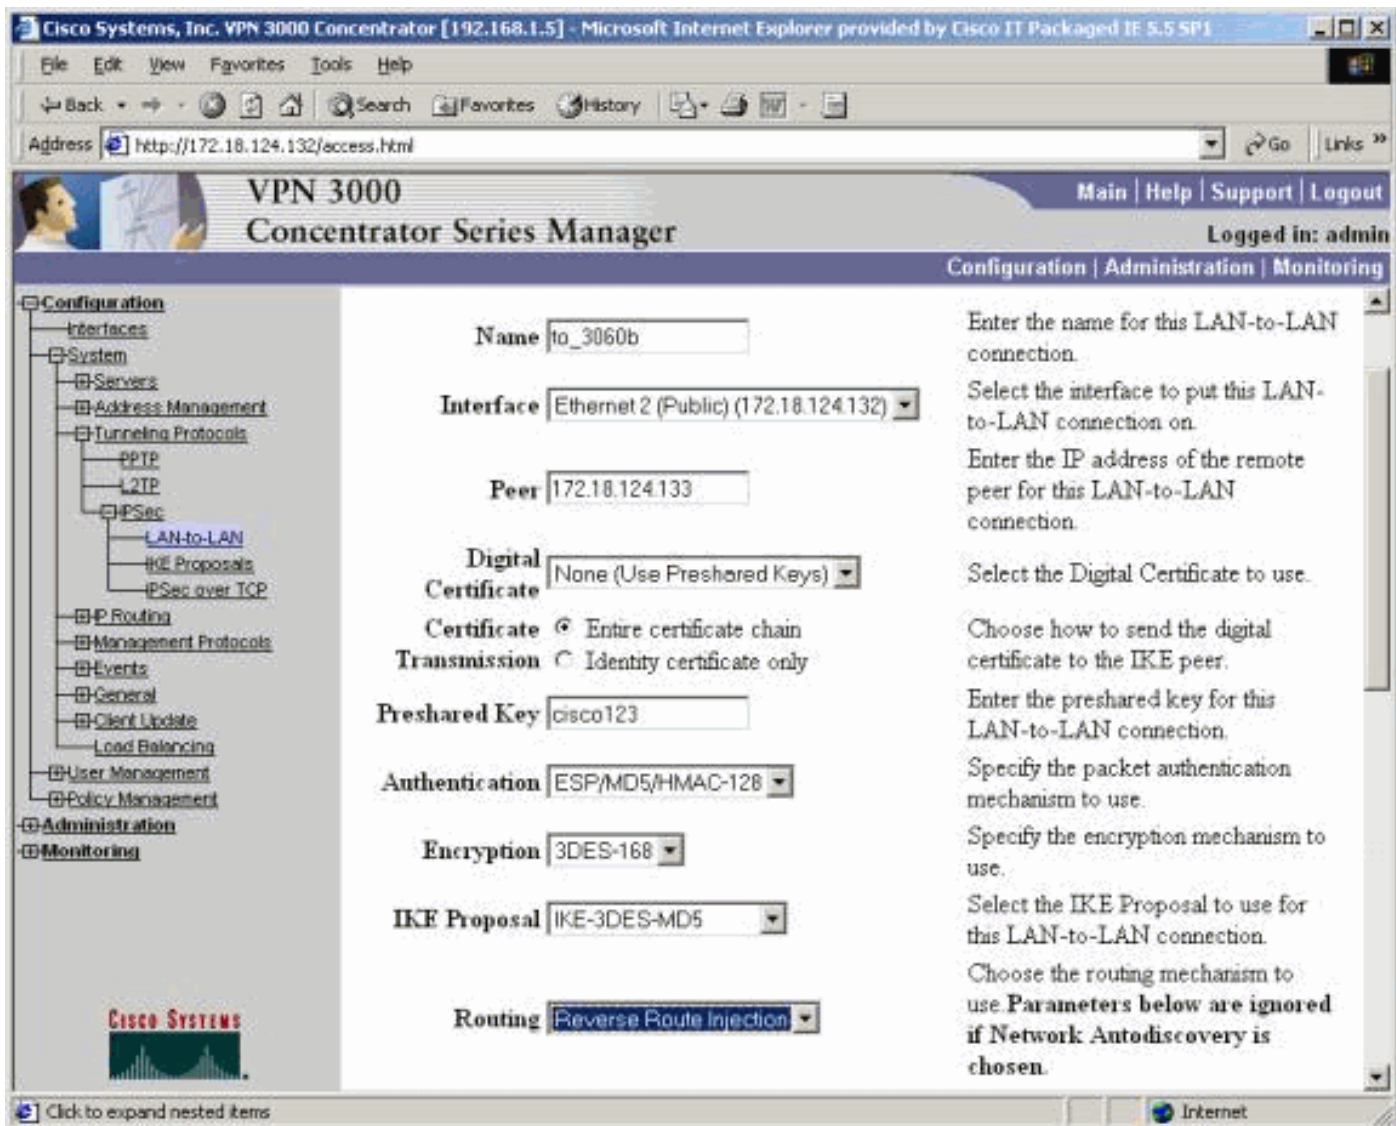 Cisco Systems, Inc. VPN 3000 Concentrator [192.168.1.5] - Microsoft Internet Explorer provided by Cisco IT Packaged IE 5.5 SP1
File Edit View Favorites Tools Help
Back Search Favorites History
Address http://172.18.124.132/access.html Go Links »
VPN 3000
Concentrator Series Manager
Main | Help | Support | Logout
Logged in: admin
Configuration | Administration | Monitoring
Configuration
Interfaces
System
Servers
Address Management
Tunneling Protocols
PPTP
L2TP
IPSec
LAN-to-LAN
IKE Proposals
IPSec over TCP
IP Routing
Management Protocols
Events
General
Client Update
Load Balancing
User Management
Policy Management
Administration
Monitoring
CISCO SYSTEMS
Name to_3060b
Enter the name for this LAN-to-LAN
connection.
Interface Ethernet 2 (Public) (172.18.124.132)
Select the interface to put this LAN-
to-LAN connection on.
Peer 172.18.124.133
Enter the IP address of the remote
peer for this LAN-to-LAN
connection.
Digital
Certificate
None (Use Preshared Keys)
Select the Digital Certificate to use.
Certificate
Transmission
Entire certificate chain
Identity certificate only
Choose how to send the digital
certificate to the IKE peer.
Preshared Key cisco123
Enter the preshared key for this
LAN-to-LAN connection.
Authentication ESP/MD5/HMAC-128
Specify the packet authentication
mechanism to use.
Encryption 3DES-168
Specify the encryption mechanism to
use.
IKE Proposal IKE-3DES-MD5
Select the IKE Proposal to use for
this LAN-to-LAN connection.
Routing Reverse Route Injection
Choose the routing mechanism to
use. Parameters below are ignored
if Network Autodiscovery is
chosen.
Click to expand nested items
Internet